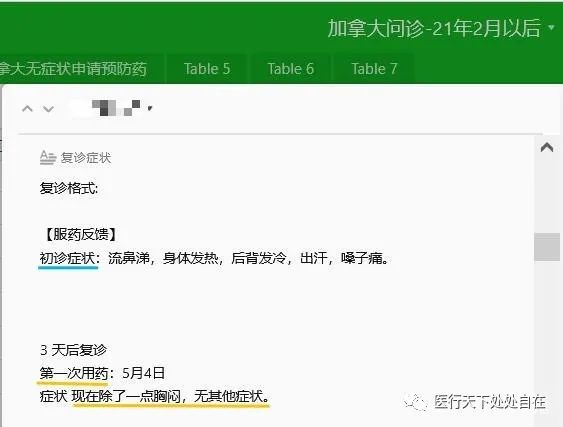 加拿大问诊-21年2月以后
拿大无症状申请预防药 Table 5 Table 6 Table 7
复诊症状
复诊格式:
【服药反馈】
初诊症状：流鼻涕，身体发热，后背发冷，出汗，嗓子痛。
3 天后复诊
第一次用药：5月4日
症状 现在除了一点胸闷，无其他症状。
医行天下处处自在